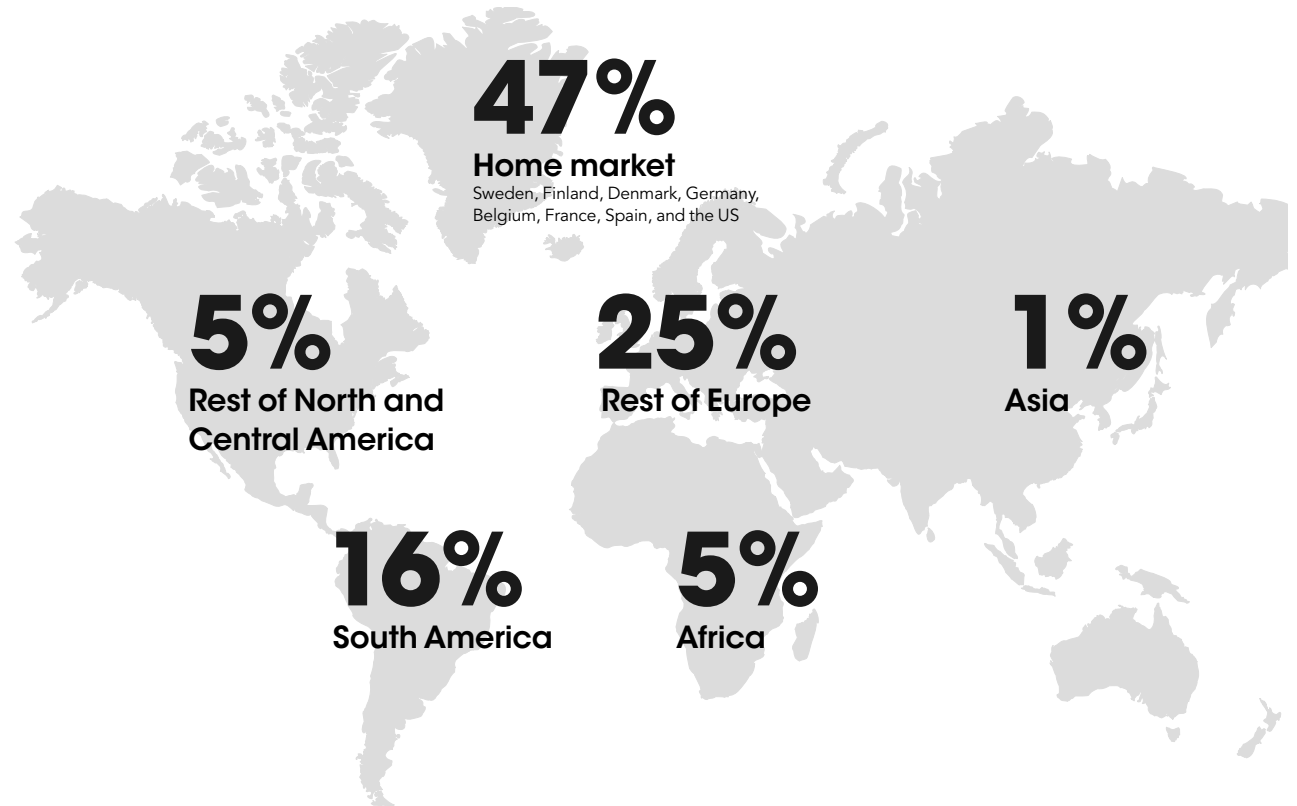 47%
Home market
Sweden, Finland, Denmark, Germany,
Belgium, France, Spain, and the US
5%
Rest of North and
Central America
25%
Rest of Europe
1%
Asia
16%
South America
5%
Africa